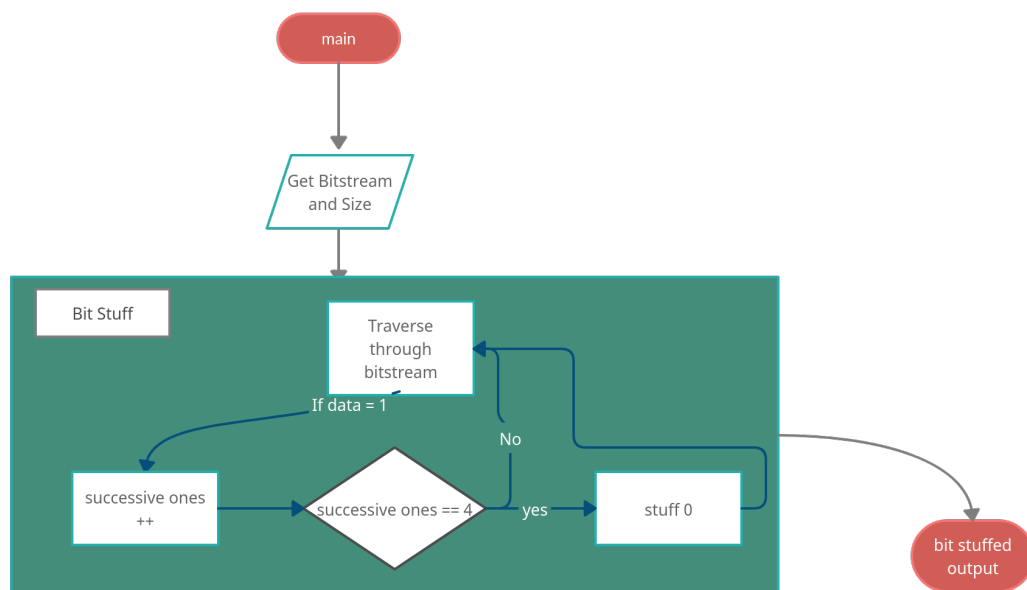 main
Get Bitstream
and Size
Bit Stuff
Traverse
through
bitstream
If data = 1
No
successive ones
++
successive ones == 4
yes
stuff 0
bit stuffed
output